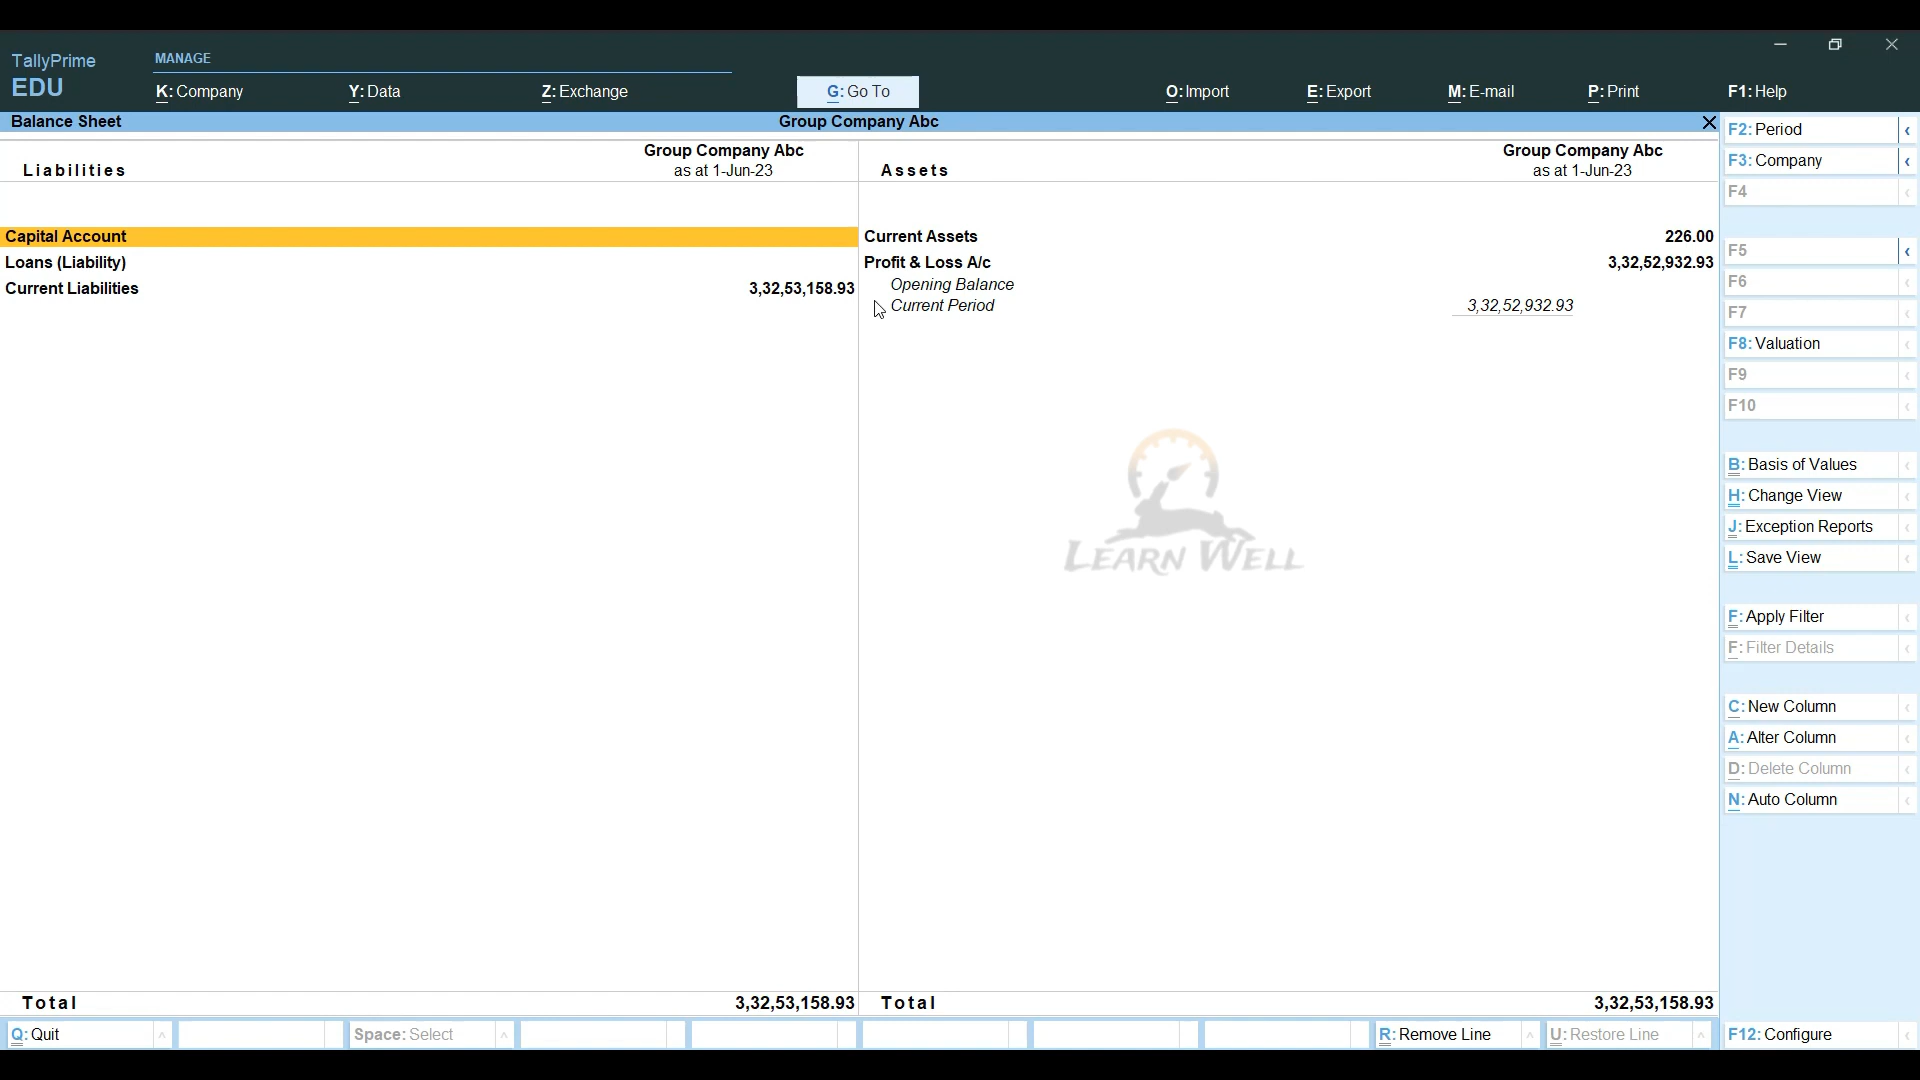 TallyPrime
EDU
MANAGE
K: Company
Y: Data
Z: Exchange
G: Go To
O: Import
E: Export
M: E-mail
P: Print
F1: Help
Balance Sheet
Group Company Abc
Liabilities
Group Company Abc
as at 1-Jun-23
Assets
Group Company Abc
as at 1-Jun-23
Capital Account
Loans (Liability)
Current Liabilities 3,32,53,158.93
Current Assets 226.00
Profit & Loss A/c 3,32,52,932.93
Opening Balance
Current Period 3,32,52,932.93
LEARN WELL
Total 3,32,53,158.93
Total 3,32,53,158.93
F2: Period
F3: Company
F4
F5
F6
F7
F8: Valuation
F9
F10
B: Basis of Values
H: Change View
J: Exception Reports
L: Save View
F: Apply Filter
F: Filter Details
C: New Column
A: Alter Column
D: Delete Column
N: Auto Column
Q: Quit
Space: Select
R: Remove Line
U: Restore Line
F12: Configure